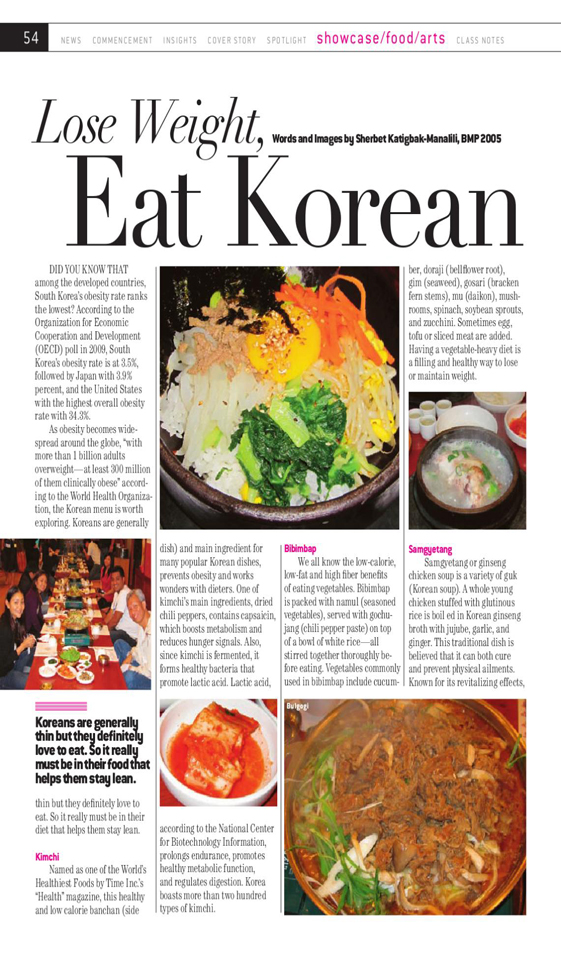 54 NEWS COMMENCEMENT INSIGHTS COVER STORY SPOTLIGHT showcase/food/arts CLASS NOTES
Lose Weight,
Words and Images by Sherbet Katigbak-Manalili, BMP 2005
Eat Korean
DID YOU KNOW THAT
among the developed countries,
South Korea's obesity rate ranks
the lowest? According to the
Organization for Economic
Cooperation and Development
(OECD) poll in 2009, South
Korea's obesity rate is at 3.5%,
followed by Japan with 3.9%
percent, and the United States
with the highest overall obesity
rate with 34.3%.
As obesity becomes wide-
spread around the globe, "with
more than 1 billion adults
overweight—at least 300 million
of them clinically obese" accord-
ing to the World Health Organiza-
tion, the Korean menu is worth
exploring. Koreans are generally
Koreans are generally
thin but they definitely
love to eat. So it really
must be in their food that
helps them stay lean.
thin but they definitely love to
eat. So it really must be in their
diet that helps them stay lean.
Kimchi
Named as one of the World's
Healthiest Foods by Time Inc.'s
"Health" magazine, this healthy
and low calorie banchan (side
dish) and main ingredient for
many popular Korean dishes,
prevents obesity and works
wonders with dieters. One of
kimchi's main ingredients, dried
chili peppers, contains capsaicin,
which boosts metabolism and
reduces hunger signals. Also,
since kimchi is fermented, it
forms healthy bacteria that
promote lactic acid. Lactic acid,
according to the National Center
for Biotechnology Information,
prolongs endurance, promotes
healthy metabolic function,
and regulates digestion. Korea
boasts more than two hundred
types of kimchi.
Bibimbap
We all know the low-calorie,
low-fat and high fiber benefits
of eating vegetables. Bibimbap
is packed with namul (seasoned
vegetables), served with gochu-
jang (chili pepper paste) on top
of a bowl of white rice—all
stirred together thoroughly be-
fore eating. Vegetables commonly
used in bibimbap include cucum-
ber, doraji (bellflower root),
gim (seaweed), gosari (bracken
fern stems), mu (daikon), mush-
rooms, spinach, soybean sprouts,
and zucchini. Sometimes egg,
tofu or sliced meat are added.
Having a vegetable-heavy diet is
a filling and healthy way to lose
or maintain weight.
Samgyetang
Samgyetang or ginseng
chicken soup is a variety of guk
(Korean soup). A whole young
chicken stuffed with glutinous
rice is boil ed in Korean ginseng
broth with jujube, garlic, and
ginger. This traditional dish is
believed that it can both cure
and prevent physical ailments.
Known for its revitalizing effects,
Bulgogi